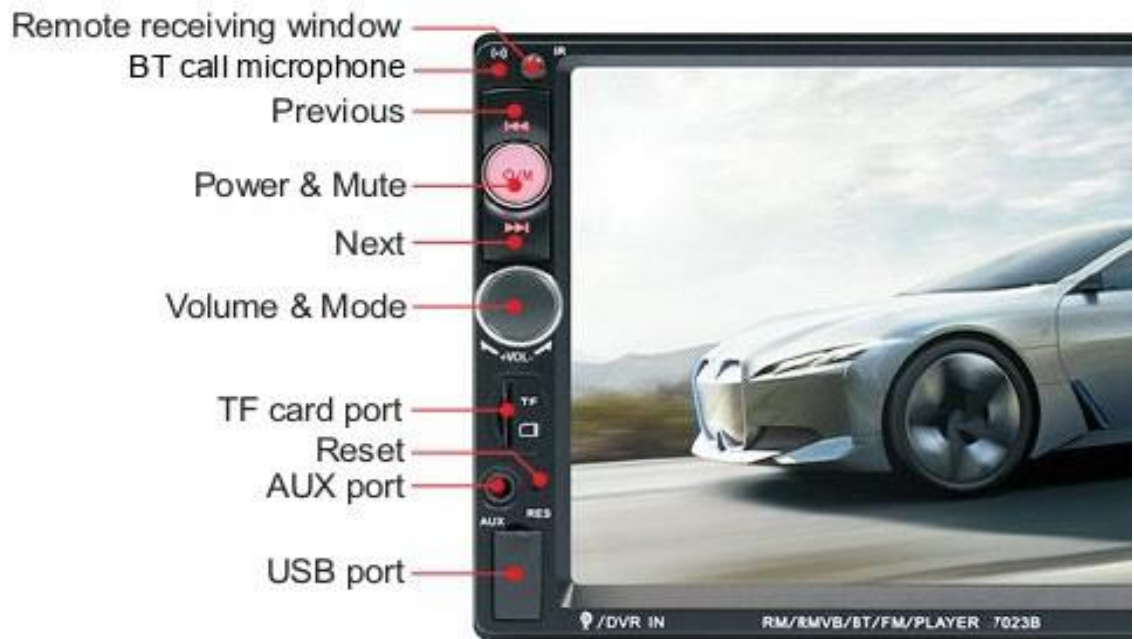 Remote receiving window
IR
BT call microphone
Previous
Power & Mute
⏻/M
Next
Volume & Mode
+VOL-
TF card port
TF
Reset
AUX port
AUX
RES
USB port
/DVR IN
RM/RMVB/BT/FM/PLAYER 7023B